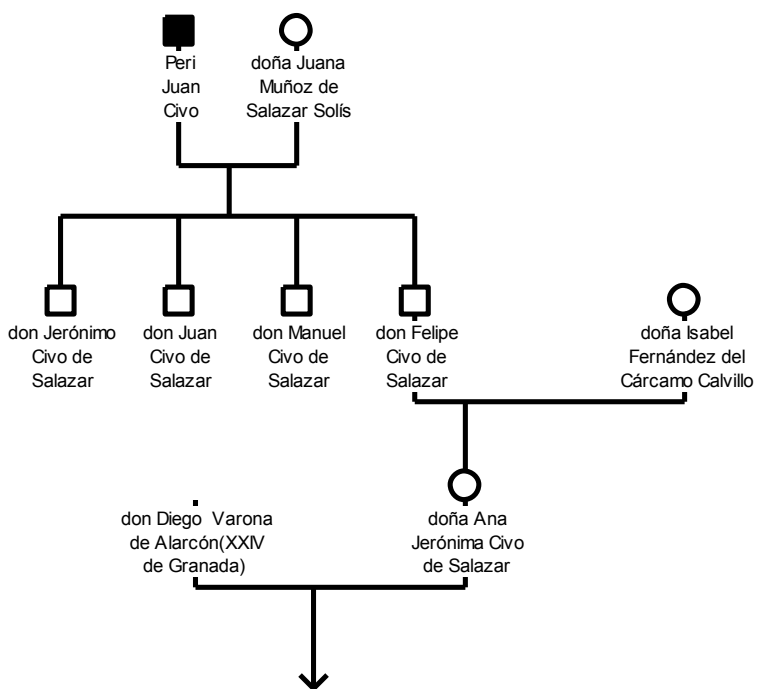 Peri
Juan
Civo
doña Juana
Muñoz de
Salazar Solís
don Jerónimo
Civo de
Salazar
don Juan
Civo de
Salazar
don Manuel
Civo de
Salazar
don Felipe
Civo de
Salazar
doña Isabel
Fernández del
Cárcamo Calvillo
don Diego Varona
de Alarcón(XXIV
de Granada)
doña Ana
Jerónima Civo
de Salazar